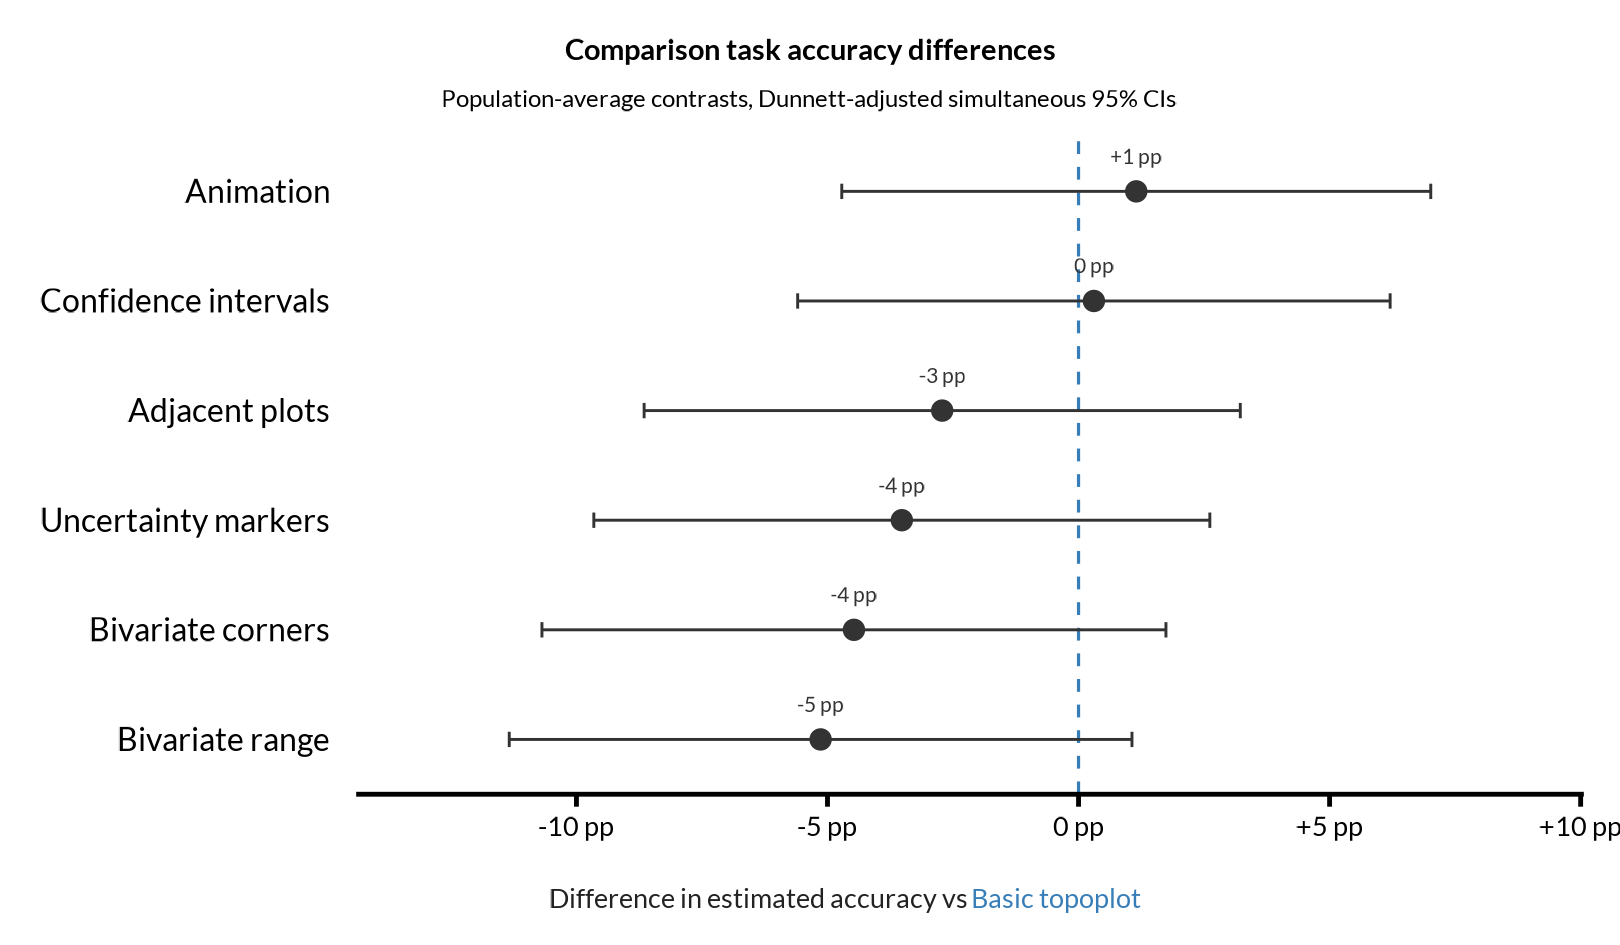 Comparison task accuracy differences
Population-average contrasts, Dunnett-adjusted simultaneous 95% CIs
+1 pp
Animation
0 pp
Confidence intervals
-3 pp
Adjacent plots
-4 pp
Uncertainty markers
-4 pp
Bivariate corners
-5 pp
Bivariate range
-10 pp -5 pp 0 pp +5 pp +10 pp
Difference in estimated accuracy vs Basic topoplot